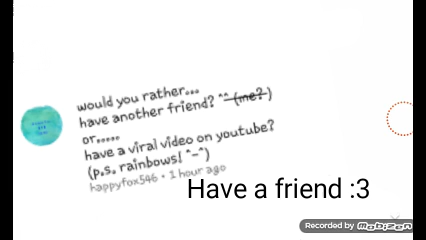 would you rather...
have another friend? ^^ (me?)
or.....
have a viral video on youtube?
(p.s. rainbows! ^-^)
happyfox546 • 1 hour ago
Have a friend :3
Recorded by Mobizen